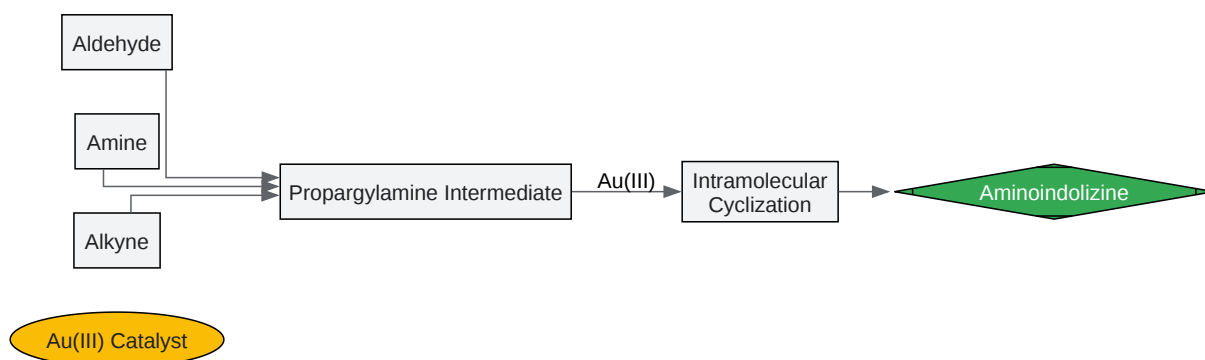 Aldehyde
Amine
Alkyne
Propargylamine Intermediate
Au(III)
Intramolecular
Cyclization
Aminoindolizine
Au(III) Catalyst